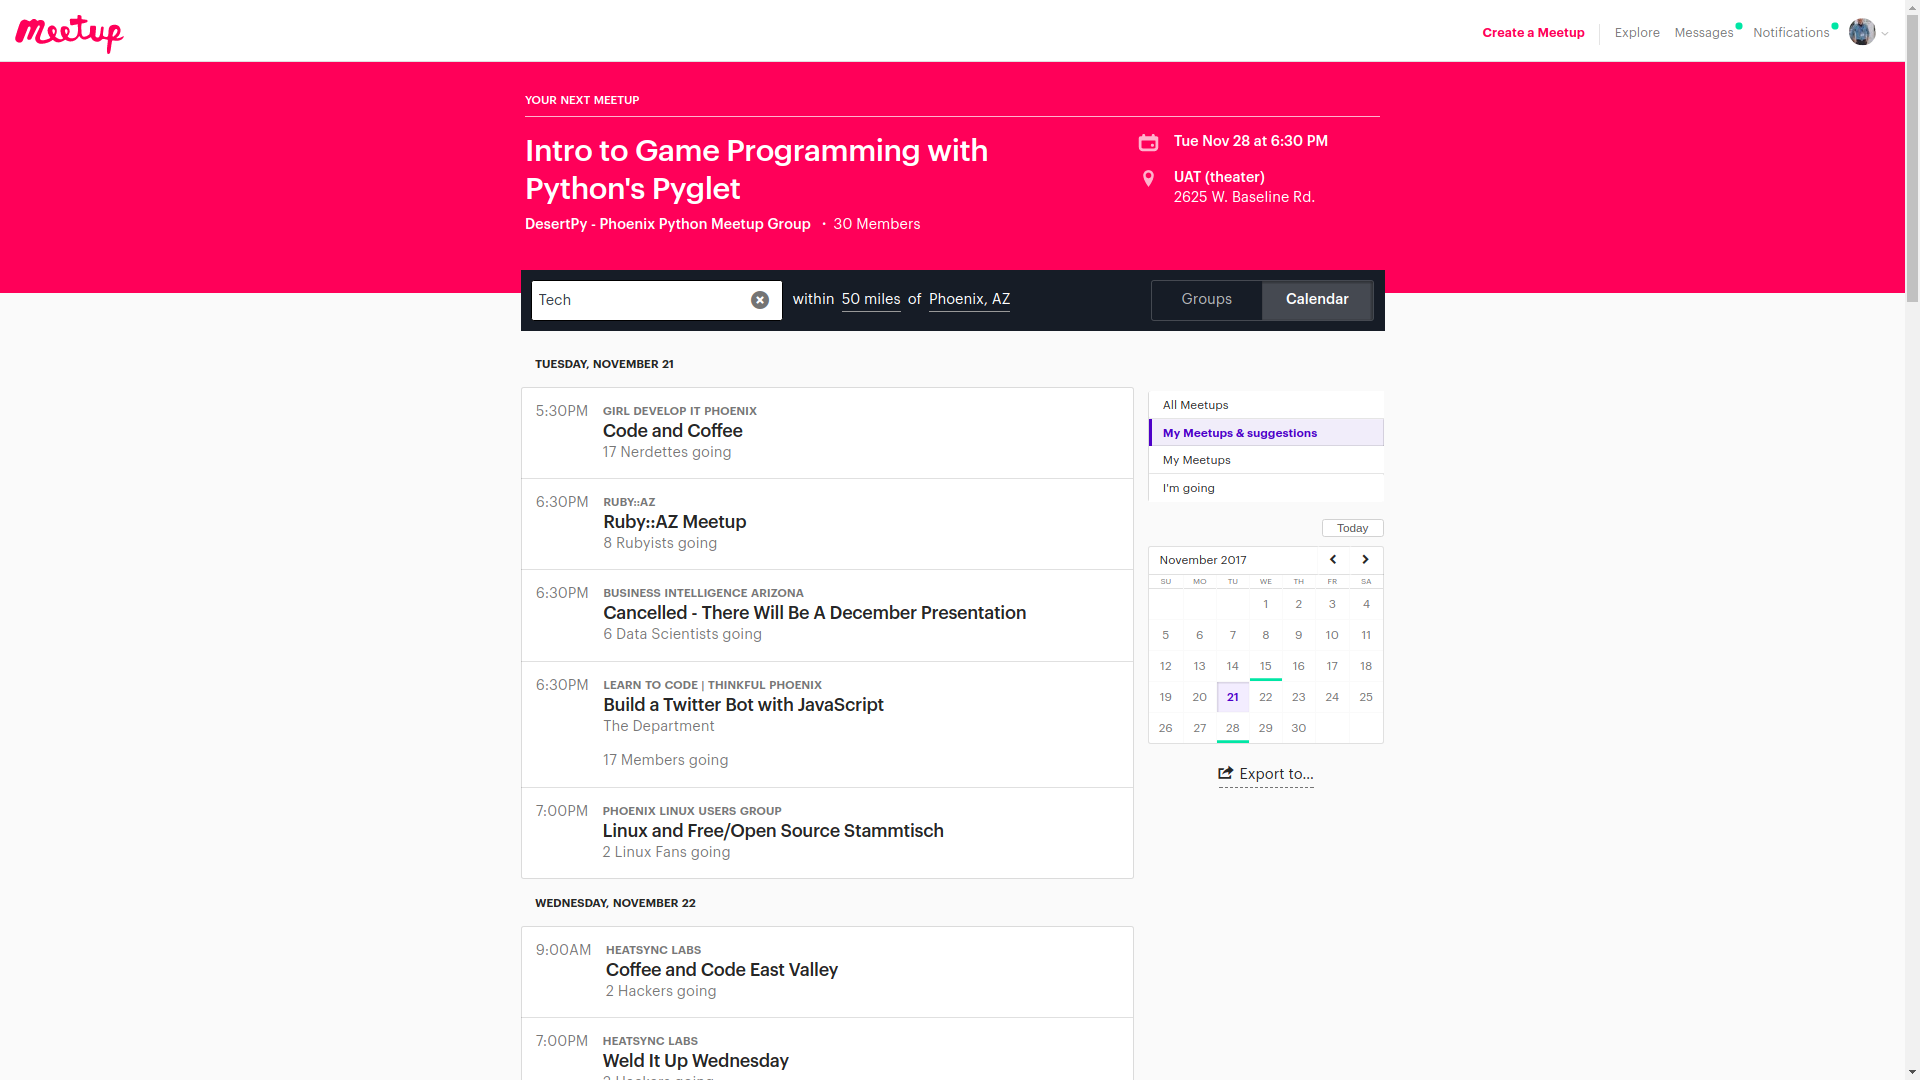 Meetup
Create a Meetup
Explore
Messages
Notifications
YOUR NEXT MEETUP
Intro to Game Programming with
Python's Pyglet
DesertPy - Phoenix Python Meetup Group · 30 Members
Tue Nov 28 at 6:30 PM
UAT (theater)
2625 W. Baseline Rd.
Tech
within 50 miles of Phoenix, AZ
Groups
Calendar
TUESDAY, NOVEMBER 21
5:30PM
GIRL DEVELOP IT PHOENIX
Code and Coffee
17 Nerdettes going
6:30PM
RUBY::AZ
Ruby::AZ Meetup
8 Rubyists going
6:30PM
BUSINESS INTELLIGENCE ARIZONA
Cancelled - There Will Be A December Presentation
6 Data Scientists going
6:30PM
LEARN TO CODE | THINKFUL PHOENIX
Build a Twitter Bot with JavaScript
The Department
17 Members going
7:00PM
PHOENIX LINUX USERS GROUP
Linux and Free/Open Source Stammtisch
2 Linux Fans going
WEDNESDAY, NOVEMBER 22
9:00AM
HEATSYNC LABS
Coffee and Code East Valley
2 Hackers going
7:00PM
HEATSYNC LABS
Weld It Up Wednesday
All Meetups
My Meetups & suggestions
My Meetups
I'm going
Today
November 2017
SU MO TU WE TH FR SA
1 2 3 4
5 6 7 8 9 10 11
12 13 14 15 16 17 18
19 20 21 22 23 24 25
26 27 28 29 30
Export to...